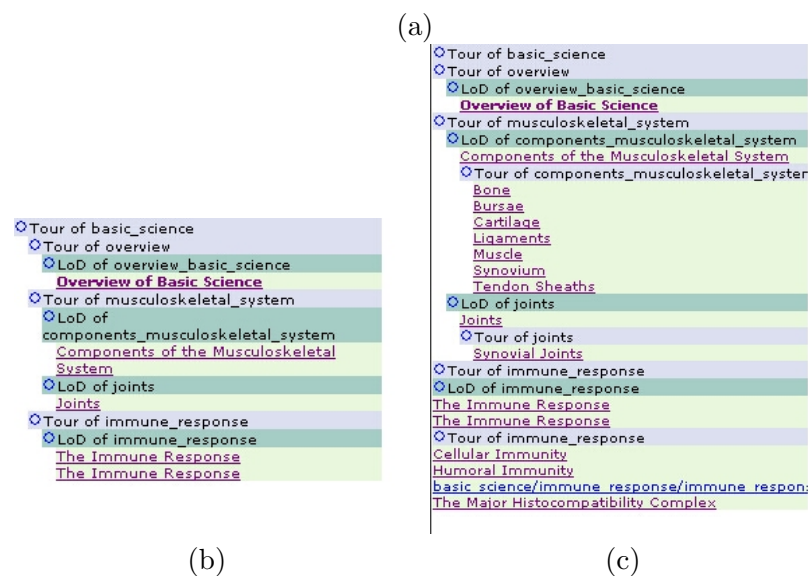 (a)
Tour of basic_science
Tour of overview
LoD of overview_basic_science
Overview of Basic Science
Tour of musculoskeletal_system
LoD of
components_musculoskeletal_system
Components of the Musculoskeletal
System
LoD of joints
Joints
Tour of immune_response
LoD of immune_response
The Immune Response
The Immune Response
(b)
Tour of basic_science
Tour of overview
LoD of overview_basic_science
Overview of Basic Science
Tour of musculoskeletal_system
LoD of components_musculoskeletal_system
Components of the Musculoskeletal System
Tour of components_musculoskeletal_syster
Bone
Bursae
Cartilage
Ligaments
Muscle
Synovium
Tendon Sheaths
LoD of joints
Joints
Tour of joints
Synovial Joints
Tour of immune_response
LoD of immune_response
The Immune Response
The Immune Response
Tour of immune_response
Cellular Immunity
Humoral Immunity
basic_science/immune_response/immune_respon
The Major Histocompatibility Complex
(c)